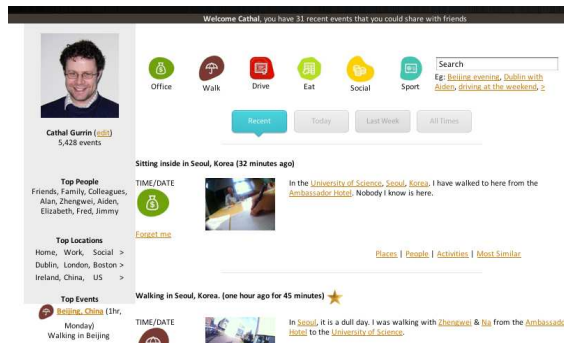 Welcome Cathal, you have 31 recent events that you could share with friends
Office
Walk
Drive
Eat
Social
Sport
Search
Eg: Beijing evening, Dublin with
Aiden, driving at the weekend, >
Recent
Today
Last Week
All Times
Cathal Gurrin (edit)
5,428 events
Top People
Friends, Family, Colleagues,
Alan, Zhengwei, Aiden,
Elizabeth, Fred, Jimmy
Top Locations
Home, Work, Social >
Dublin, London, Boston >
Ireland, China, US >
Top Events
Beijing, China (1hr,
Monday)
Walking in Beijing
Sitting inside in Seoul, Korea (32 minutes ago)
TIME/DATE
Forget me
In the University of Science, Seoul, Korea. I have walked to here from the
Ambassador Hotel. Nobody I know is here.
Places | People | Activities | Most Similar
Walking in Seoul, Korea. (one hour ago for 45 minutes)
TIME/DATE
In Seoul, it is a dull day. I was walking with Zhengwei & Na from the Ambassado
Hotel to the University of Science.